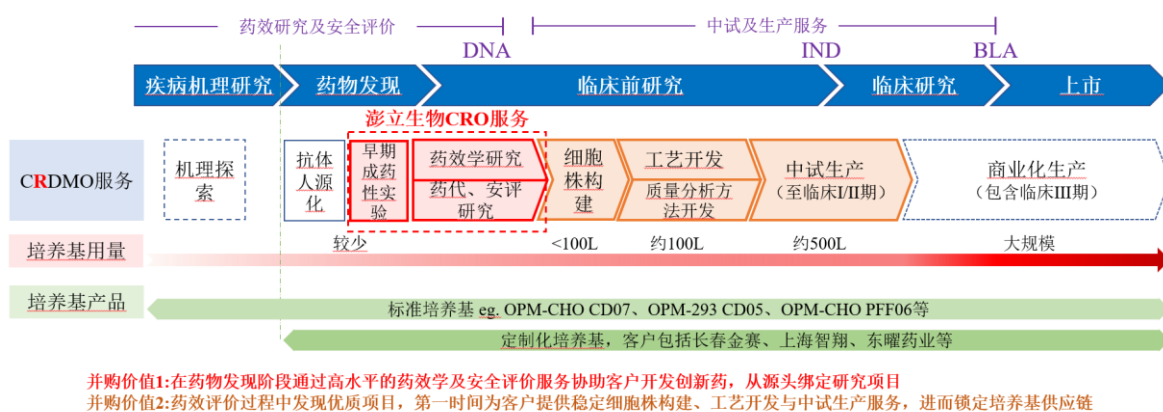 药效研究及安全评价
中试及生产服务
DNA
IND
BLA
疾病机理研究
药物发现
临床前研究
临床研究
上市
澎立生物CRO服务
CRDMO服务
机理探
索
抗体
人源
化
早期
成药
性实
验
药效学研究
药代、安评
研究
细胞
株构
建
工艺开发
质量分析方
法开发
中试生产
(至临床I/II期)
商业化生产
(包含临床III期)
培养基用量
较少
<100L
约100L
约500L
大规模
培养基产品
标准培养基 eg. OPM-CHO CD07、OPM-293 CD05、OPM-CHO PFF06等
定制化培养基，客户包括长春金赛、上海智翔、东曜药业等
并购价值1:在药物发现阶段通过高水平的药效学及安全评价服务协助客户开发创新药，从源头绑定研究项目
并购价值2:药效评价过程中发现优质项目，第一时间为客户提供稳定细胞株构建、工艺开发与中试生产服务，进而锁定培养基供应链